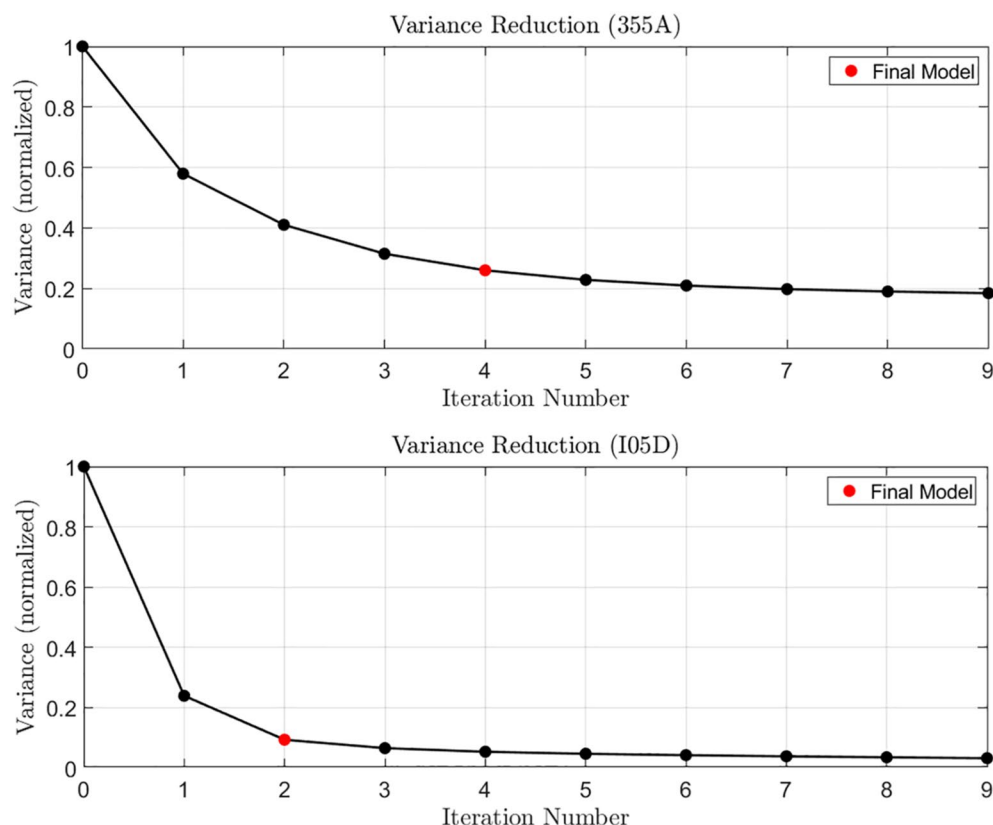 Variance Reduction (355A)
Final Model
Variance (normalized)
1
0.8
0.6
0.4
0.2
0
0 1 2 3 4 5 6 7 8 9
Iteration Number
Variance Reduction (I05D)
Final Model
Variance (normalized)
1
0.8
0.6
0.4
0.2
0
0 1 2 3 4 5 6 7 8 9
Iteration Number